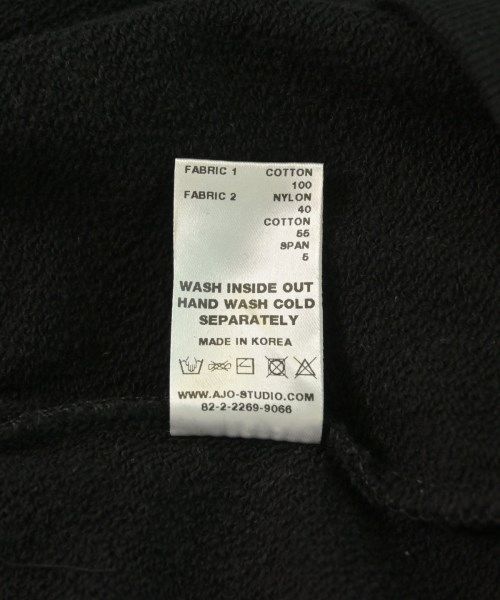 FABRIC 1 COTTON
100
FABRIC 2 NYLON
40
COTTON
55
SPAN
5
WASH INSIDE OUT
HAND WASH COLD
SEPARATELY
MADE IN KOREA
WWW.AJO-STUDIO.COM
82-2-2269-9066